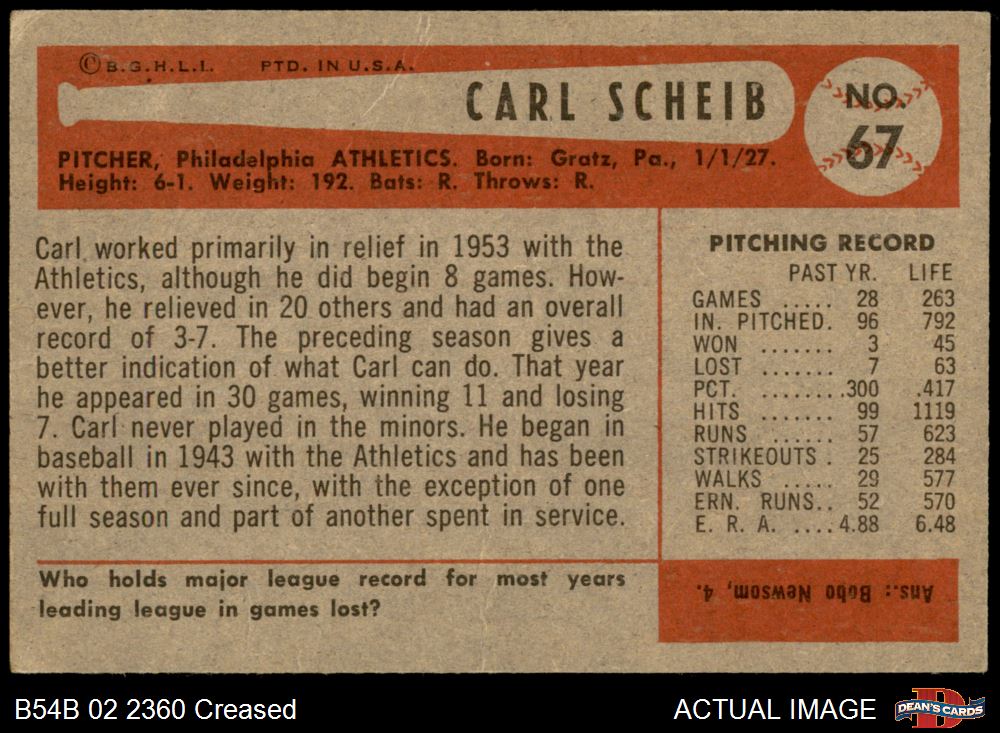 ©B.G.H.L.I. PTD. IN U.S.A.
CARL SCHEIB
NO.
67
PITCHER, Philadelphia ATHLETICS. Born: Gratz, Pa., 1/1/27.
Height: 6-1. Weight: 192. Bats: R. Throws: R.
Carl worked primarily in relief in 1953 with the
Athletics, although he did begin 8 games. How-
ever, he relieved in 20 others and had an overall
record of 3-7. The preceding season gives a
better indication of what Carl can do. That year
he appeared in 30 games, winning 11 and losing
7. Carl never played in the minors. He began in
baseball in 1943 with the Athletics and has been
with them ever since, with the exception of one
full season and part of another spent in service.
PITCHING RECORD
PAST YR. LIFE
GAMES ..... 28 263
IN. PITCHED. 96 792
WON ....... 3 45
LOST ....... 7 63
PCT. ........300 .417
HITS ....... 99 1119
RUNS ...... 57 623
STRIKEOUTS . 25 284
WALKS ..... 29 577
ERN. RUNS.. 52 570
E. R. A. ....4.88 6.48
Who holds major league record for most years
leading league in games lost?
Ans.: Bobo Newsom, 4.
B54B 02 2360 Creased
ACTUAL IMAGE
DEAN'S CARDS